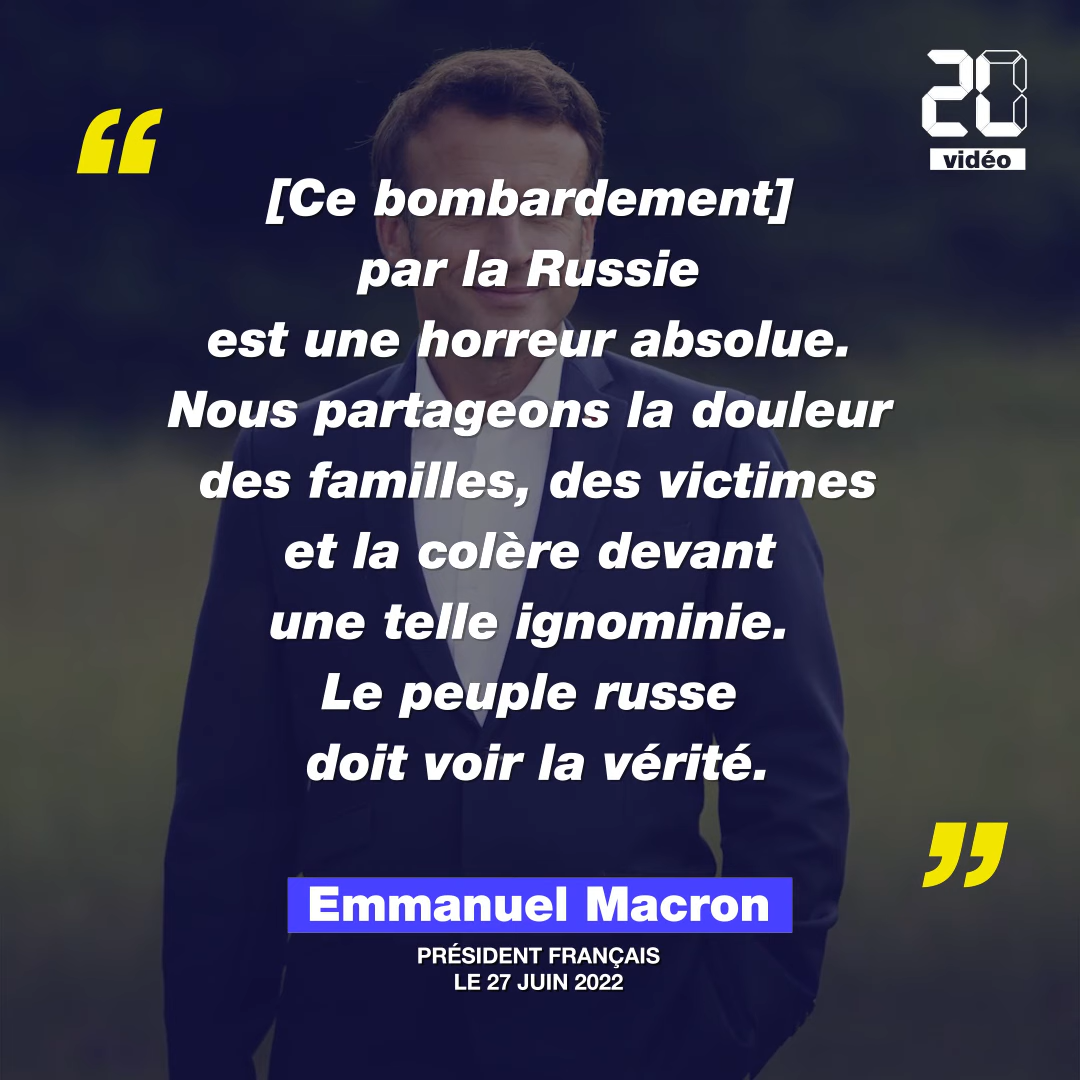 20
vidéo
“
[Ce bombardement]
par la Russie
est une horreur absolue.
Nous partageons la douleur
des familles, des victimes
et la colère devant
une telle ignominie.
Le peuple russe
doit voir la vérité.
”
Emmanuel Macron
PRÉSIDENT FRANÇAIS
LE 27 JUIN 2022